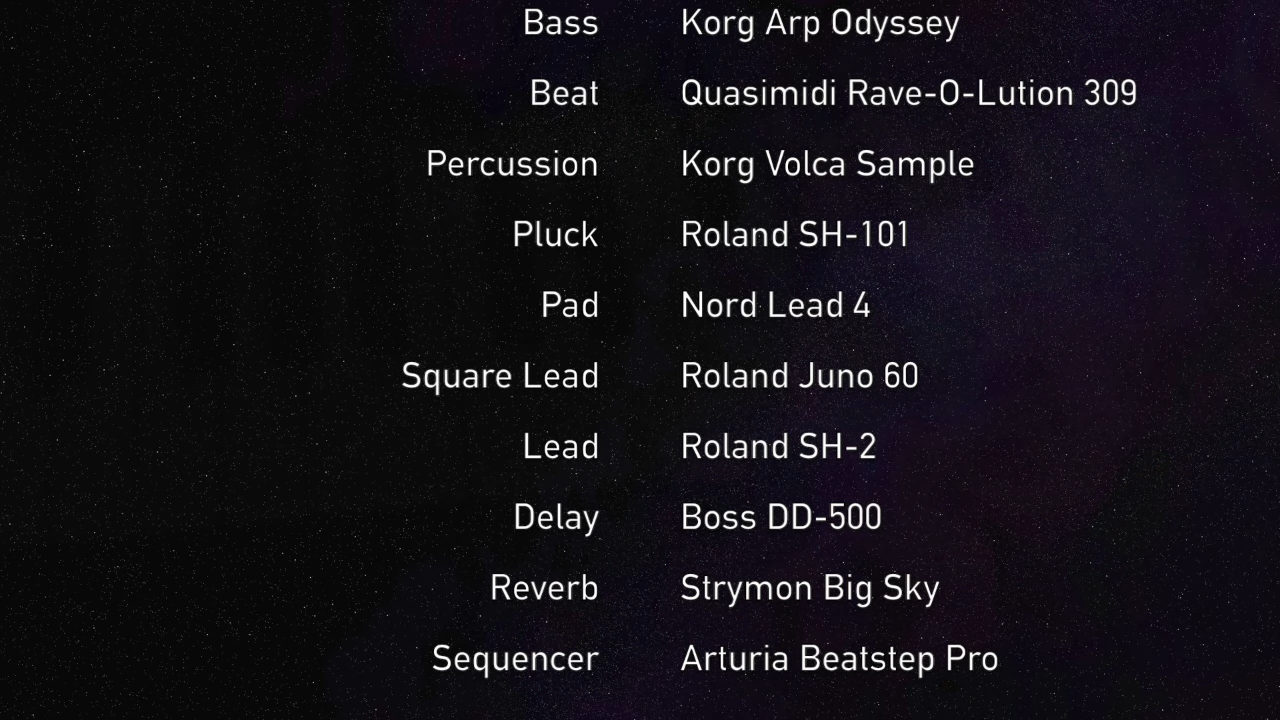 Bass Korg Arp Odyssey
Beat Quasimidi Rave-O-Lution 309
Percussion Korg Volca Sample
Pluck Roland SH-101
Pad Nord Lead 4
Square Lead Roland Juno 60
Lead Roland SH-2
Delay Boss DD-500
Reverb Strymon Big Sky
Sequencer Arturia Beatstep Pro